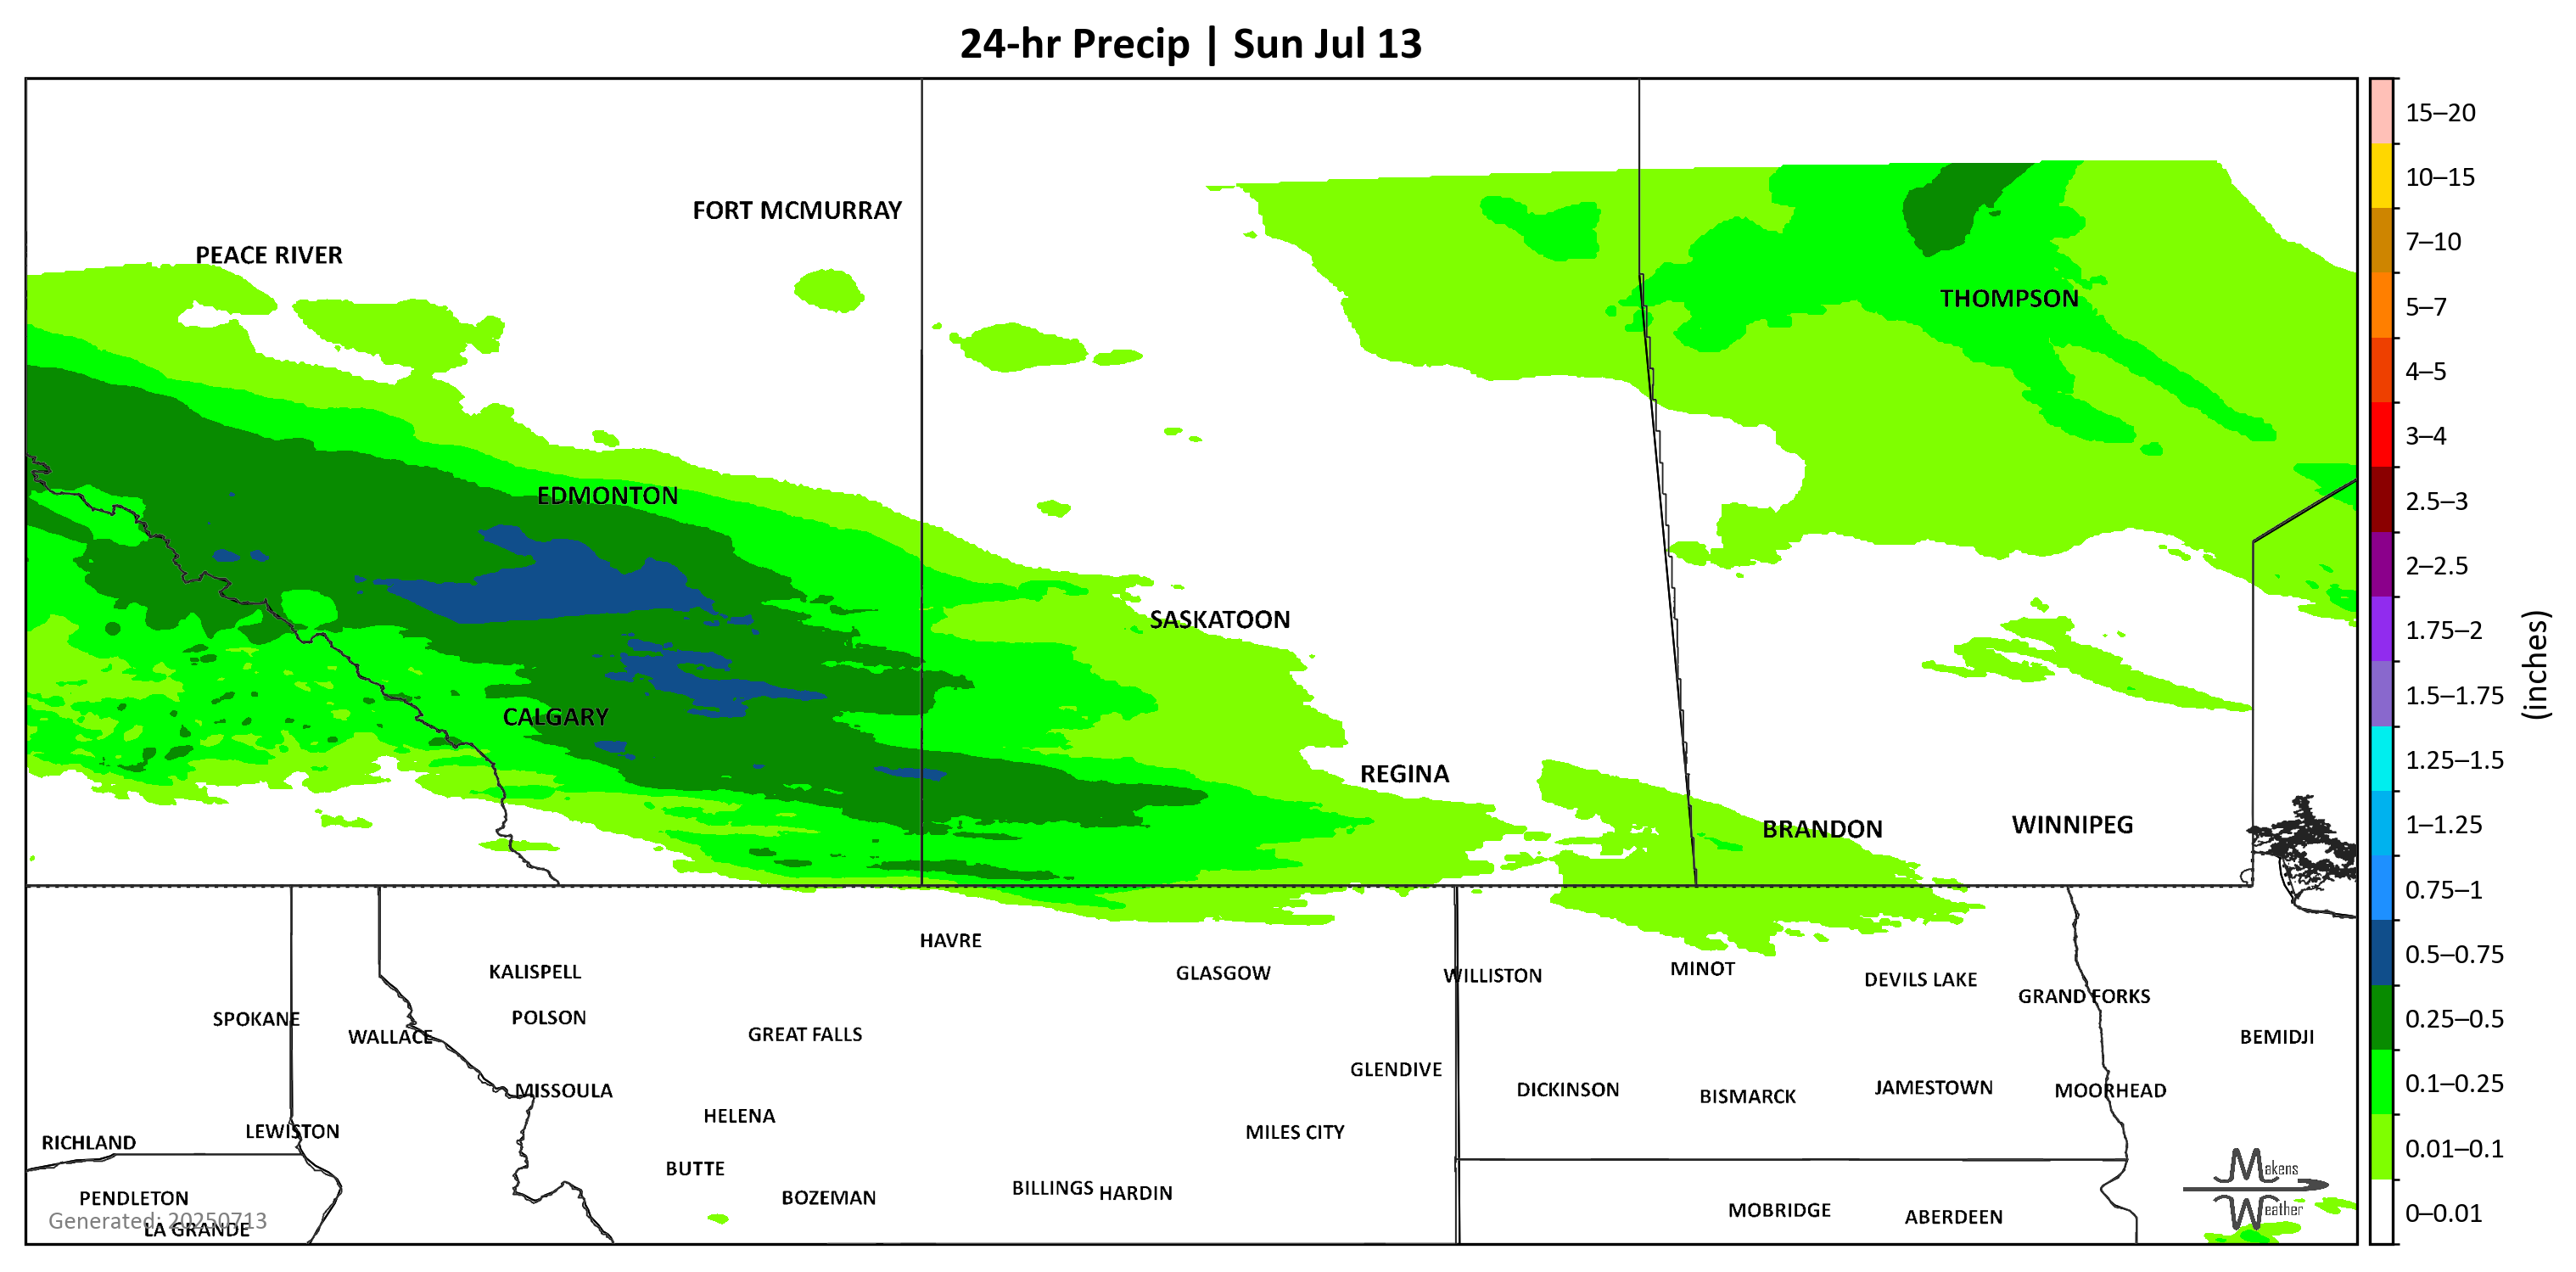 24-hr Precip | Sun Jul 13
FORT MCMURRAY
PEACE RIVER
THOMPSON
EDMONTON
SASKATOON
CALGARY
REGINA
BRANDON
WINNIPEG
HAVRE
KALISPELL
GLASGOW
WILLISTON
MINOT
DEVILS LAKE
GRAND FORKS
SPOKANE
WALLACE
POLSON
GREAT FALLS
BEMIDJI
GLENDIVE
MISSOULA
DICKINSON
BISMARCK
JAMESTOWN
MOORHEAD
HELENA
RICHLAND
LEWISTON
MILES CITY
BUTTE
PENDLETON
BOZEMAN
BILLINGS
HARDIN
MOBRIDGE
ABERDEEN
Generated: 20250713
LA GRANDE
Makens
Weather
15–20
10–15
7–10
5–7
4–5
3–4
2.5–3
2–2.5
1.75–2
1.5–1.75
1.25–1.5
1–1.25
0.75–1
0.5–0.75
0.25–0.5
0.1–0.25
0.01–0.1
0–0.01
(inches)